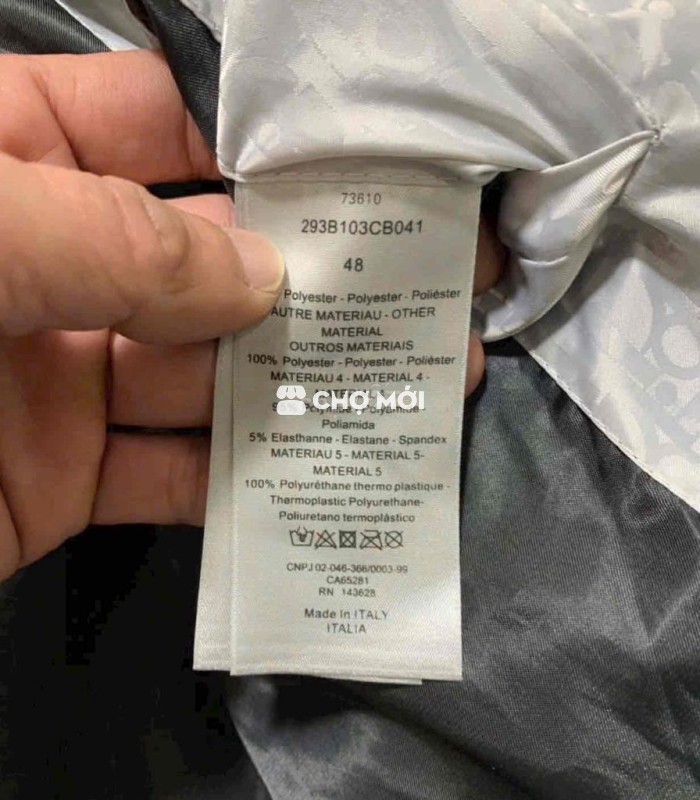 73610
293B103CB041
48
Polyester - Polyester - Poliéster
AUTRE MATERIAU - OTHER
MATERIAL
OUTROS MATERIAIS
100% Polyester - Polyester - Poliéster
MATERIAU 4 - MATERIAL 4 -
CHỢ MỚI
Polyamide
Poliamida
5% Elasthanne - Elastane - Spandex
MATERIAU 5 - MATERIAL 5-
MATERIAL 5
100% Polyuréthane thermo plastique -
Thermoplastic Polyurethane-
Poliuretano termoplástico
CNPJ 02-046-366/0003-99
CA65281
RN 143628
Made in ITALY
ITALIA